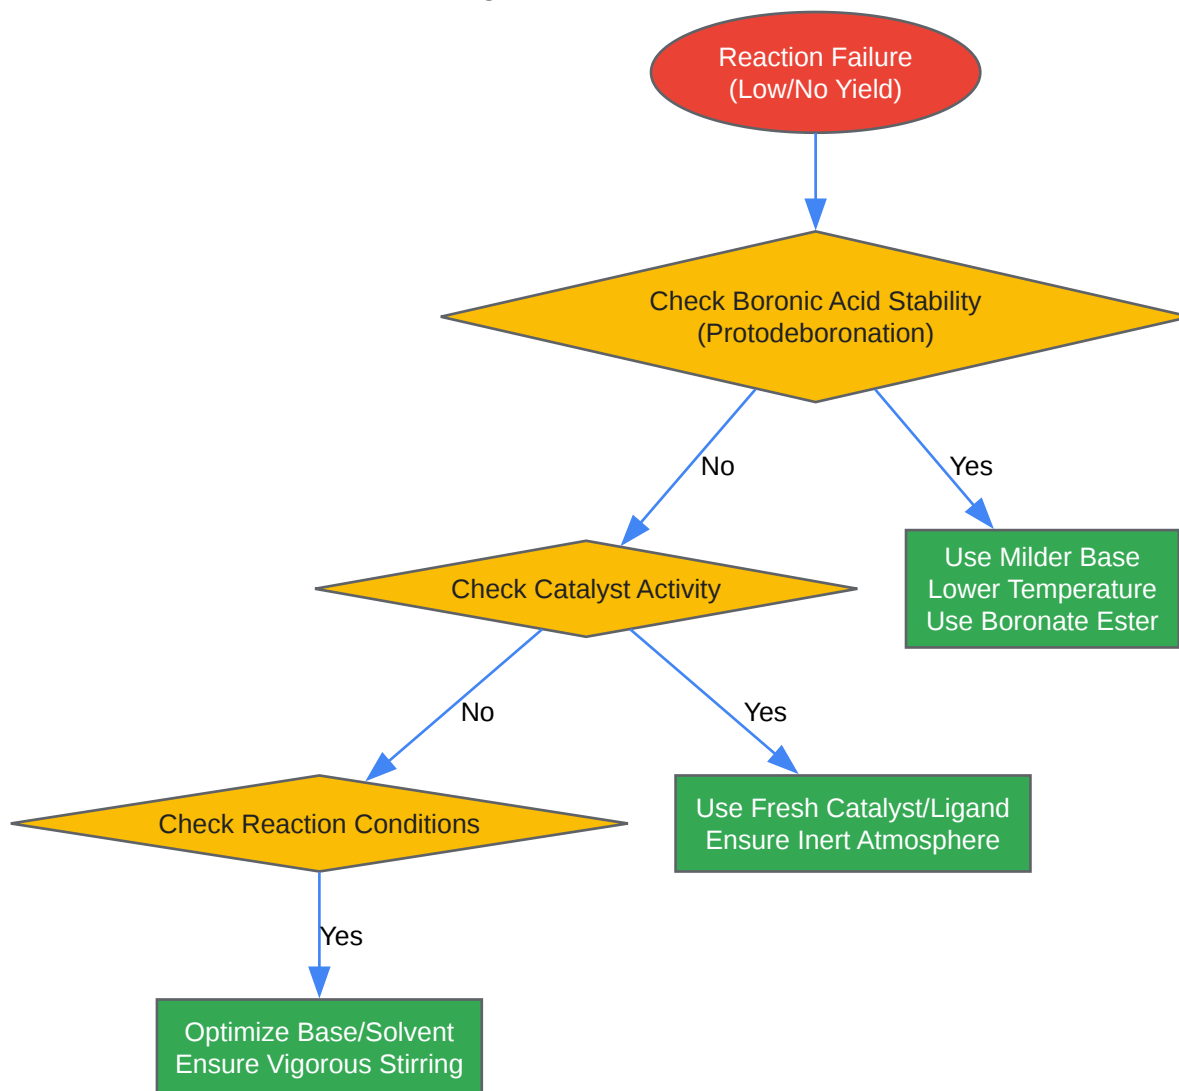 Reaction Failure
(Low/No Yield)
Check Boronic Acid Stability
(Protodeboronation)
No
Yes
Use Milder Base
Lower Temperature
Use Boronate Ester
Check Catalyst Activity
No
Yes
Use Fresh Catalyst/Ligand
Ensure Inert Atmosphere
Check Reaction Conditions
Yes
Optimize Base/Solvent
Ensure Vigorous Stirring